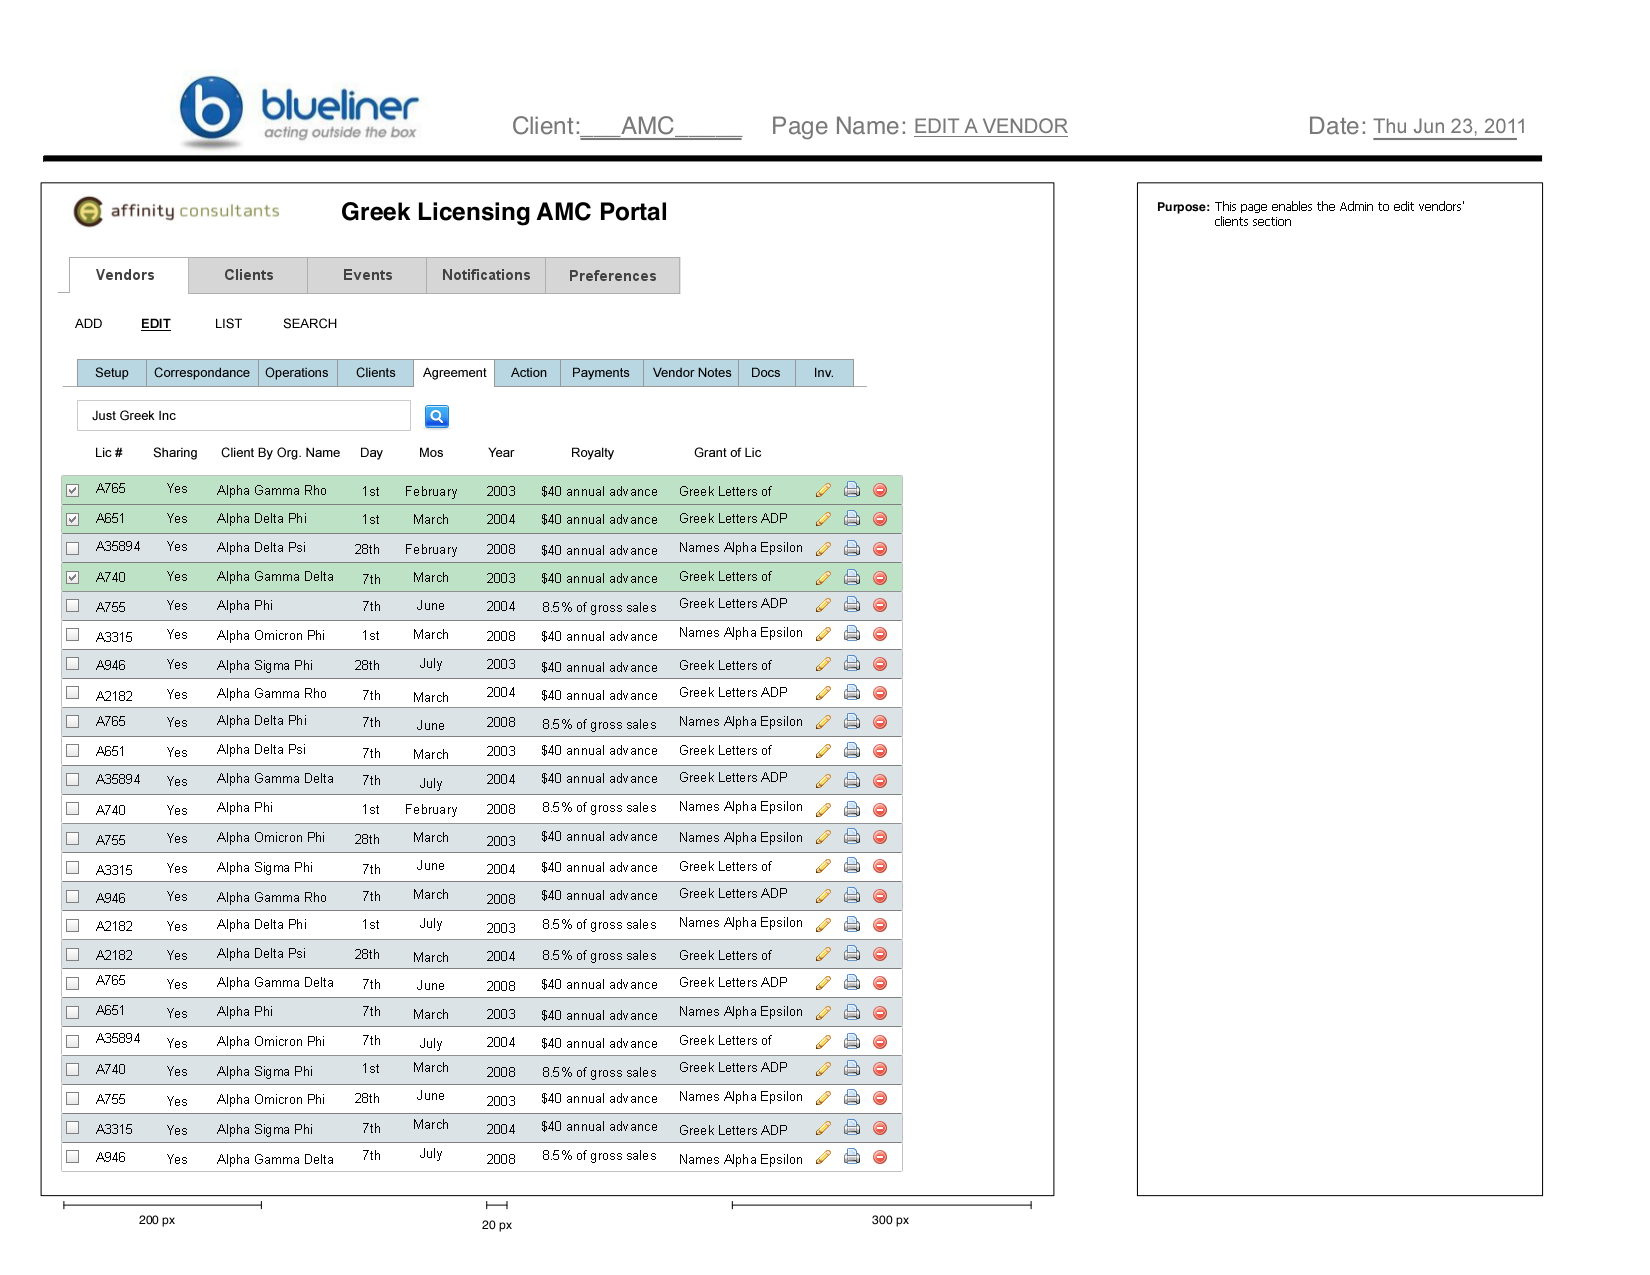 blueliner
acting outside the box
Client:___AMC_____ Page Name: EDIT A VENDOR Date: Thu Jun 23, 2011
affinity consultants Greek Licensing AMC Portal
Purpose: This page enables the Admin to edit vendors'
clients section
Vendors Clients Events Notifications Preferences
ADD EDIT LIST SEARCH
Setup Correspondance Operations Clients Agreement Action Payments Vendor Notes Docs Inv.
Just Greek Inc
Lic # Sharing Client By Org. Name Day Mos Year Royalty Grant of Lic
A765 Yes Alpha Gamma Rho 1st February 2003 $40 annual advance Greek Letters of
A651 Yes Alpha Delta Phi 1st March 2004 $40 annual advance Greek Letters ADP
A35894 Yes Alpha Delta Psi 28th February 2008 $40 annual advance Names Alpha Epsilon
A740 Yes Alpha Gamma Delta 7th March 2003 $40 annual advance Greek Letters of
A755 Yes Alpha Phi 7th June 2004 8.5% of gross sales Greek Letters ADP
A3315 Yes Alpha Omicron Phi 1st March 2008 $40 annual advance Names Alpha Epsilon
A946 Yes Alpha Sigma Phi 28th July 2003 $40 annual advance Greek Letters of
A2182 Yes Alpha Gamma Rho 7th March 2004 $40 annual advance Greek Letters ADP
A765 Yes Alpha Delta Phi 7th June 2008 8.5% of gross sales Names Alpha Epsilon
A651 Yes Alpha Delta Psi 7th March 2003 $40 annual advance Greek Letters of
A35894 Yes Alpha Gamma Delta 7th July 2004 $40 annual advance Greek Letters ADP
A740 Yes Alpha Phi 1st February 2008 8.5% of gross sales Names Alpha Epsilon
A755 Yes Alpha Omicron Phi 28th March 2003 $40 annual advance Names Alpha Epsilon
A3315 Yes Alpha Sigma Phi 7th June 2004 $40 annual advance Greek Letters of
A946 Yes Alpha Gamma Rho 7th March 2008 $40 annual advance Greek Letters ADP
A2182 Yes Alpha Delta Phi 1st July 2003 8.5% of gross sales Names Alpha Epsilon
A2182 Yes Alpha Delta Psi 28th March 2004 8.5% of gross sales Greek Letters of
A765 Yes Alpha Gamma Delta 7th June 2008 $40 annual advance Greek Letters ADP
A651 Yes Alpha Phi 7th March 2003 $40 annual advance Names Alpha Epsilon
A35894 Yes Alpha Omicron Phi 7th July 2004 $40 annual advance Greek Letters of
A740 Yes Alpha Sigma Phi 1st March 2008 8.5% of gross sales Greek Letters ADP
A755 Yes Alpha Omicron Phi 28th June 2003 $40 annual advance Names Alpha Epsilon
A3315 Yes Alpha Sigma Phi 7th March 2004 $40 annual advance Greek Letters ADP
A946 Yes Alpha Gamma Delta 7th July 2008 8.5% of gross sales Names Alpha Epsilon
200 px 20 px 300 px